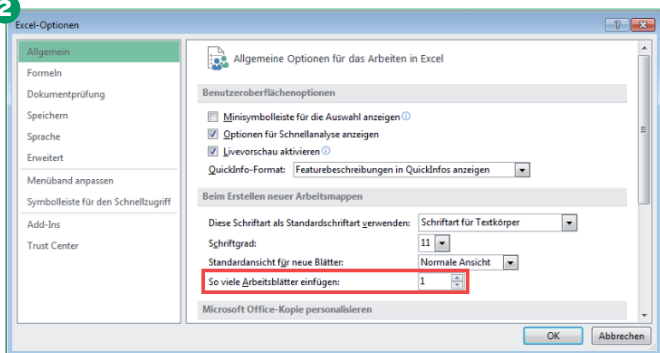 2
Excel-Optionen
Allgemein
Formeln
Dokumentprüfung
Speichern
Sprache
Erweitert
Menüband anpassen
Symbolleiste für den Schnellzugriff
Add-Ins
Trust Center
Allgemeine Optionen für das Arbeiten in Excel
Benutzeroberflächenoptionen
Minisymbolleiste für die Auswahl anzeigen
Optionen für Schnellanalyse anzeigen
Livevorschau aktivieren
QuickInfo-Format: Featurebeschreibungen in QuickInfos anzeigen
Beim Erstellen neuer Arbeitsmappen
Diese Schriftart als Standardschriftart verwenden: Schriftart für Textkörper
Schriftgrad: 11
Standardansicht für neue Blätter: Normale Ansicht
So viele Arbeitsblätter einfügen: 1
Microsoft Office-Kopie personalisieren
OK Abbrechen